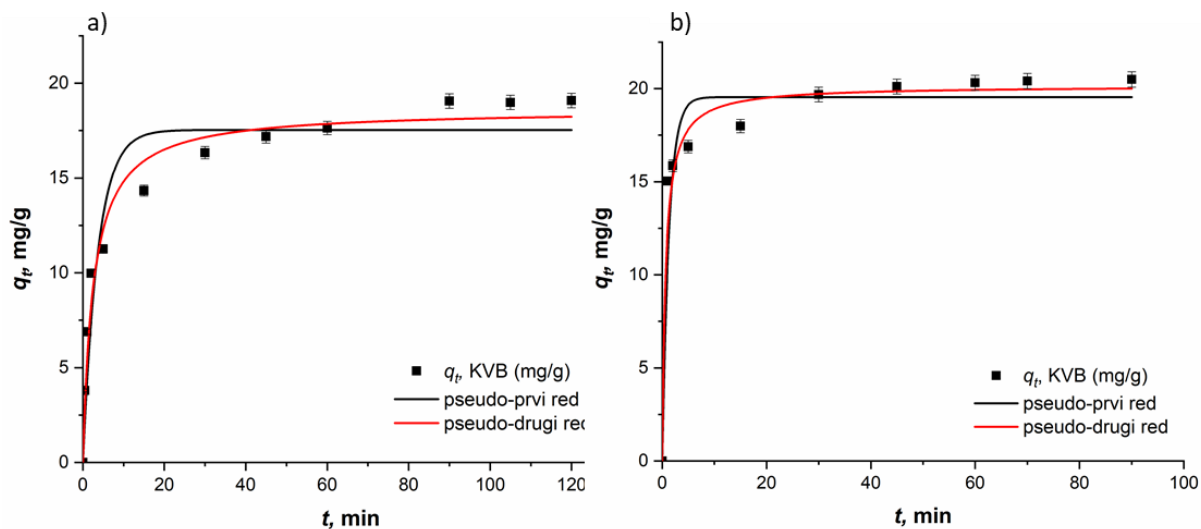 a)
20
15
10
5
0
q_t, mg/g
q_t, KVB (mg/g)
pseudo-prvi red
pseudo-drugi red
0 20 40 60 80 100 120
t, min
b)
20
15
10
5
0
q_t, mg/g
q_t, KVB (mg/g)
pseudo-prvi red
pseudo-drugi red
0 20 40 60 80 100
t, min